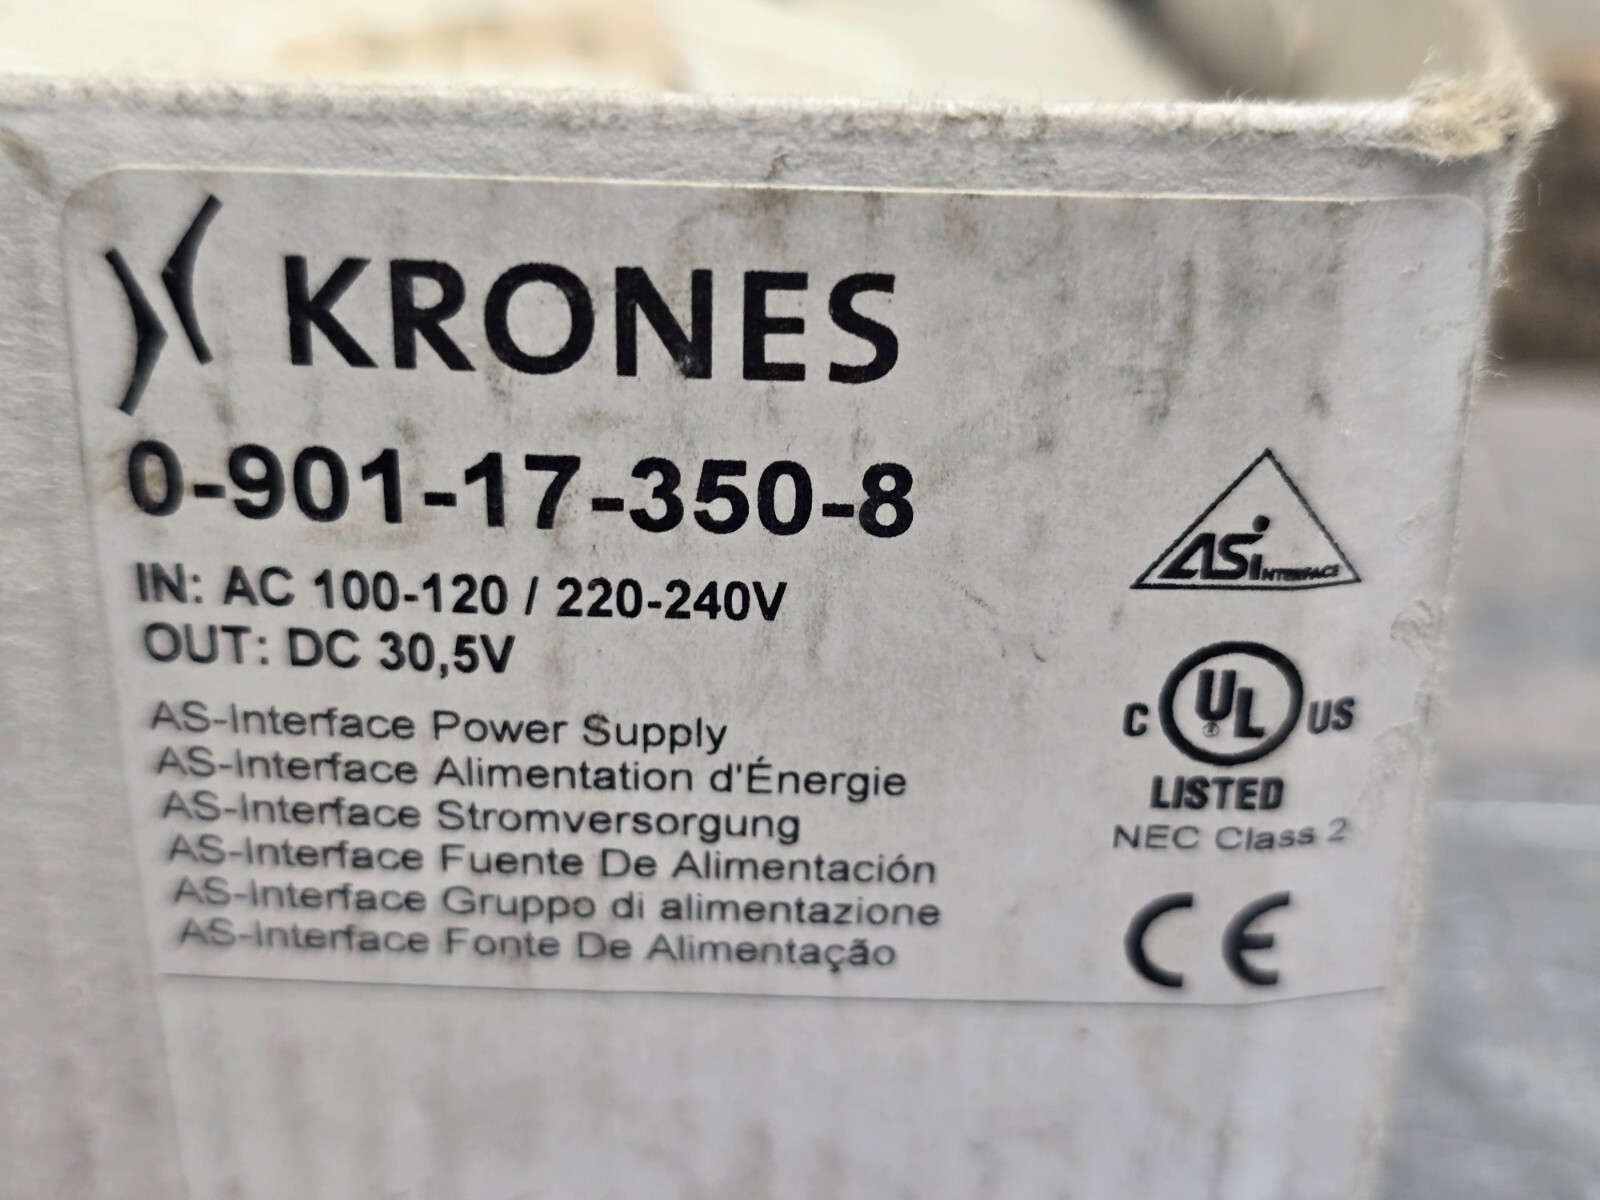 KRONES
0-901-17-350-8
IN: AC 100-120 / 220-240V
OUT: DC 30,5V
AS-Interface Power Supply
AS-Interface Alimentation d'Énergie
AS-Interface Stromversorgung
AS-Interface Fuente De Alimentación
AS-Interface Gruppo di alimentazione
AS-Interface Fonte De Alimentação
ASi INTERFACE
C UL US
LISTED
NEC Class 2
CE